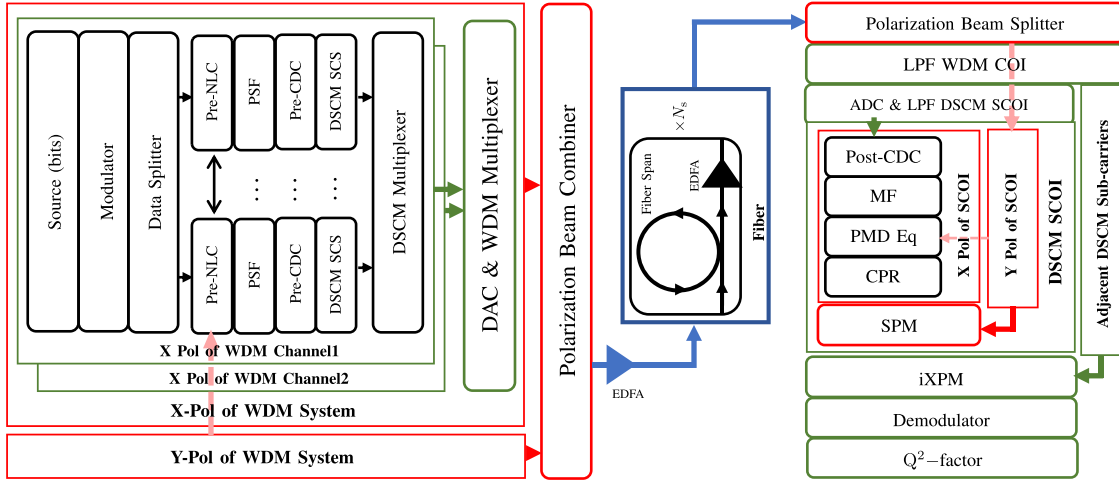 Source (bits)
Modulator
Data Splitter
Pre-NLC
PSF
Pre-CDC
DSCM SCS
...
...
Pre-NLC
PSF
Pre-CDC
DSCM SCS
DSCM Multiplexer
X Pol of WDM Channel1
X Pol of WDM Channel2
X-Pol of WDM System
Y-Pol of WDM System
DAC & WDM Multiplexer
Polarization Beam Combiner
EDFA
Fiber Span
EDFA
× Ns
Fiber
Polarization Beam Splitter
LPF WDM COI
ADC & LPF DSCM SCOI
Post-CDC
MF
PMD Eq
CPR
X Pol of SCOI
Y Pol of SCOI
DSCM SCOI
Adjacent DSCM Sub-carriers
SPM
iXPM
Demodulator
Q²−factor